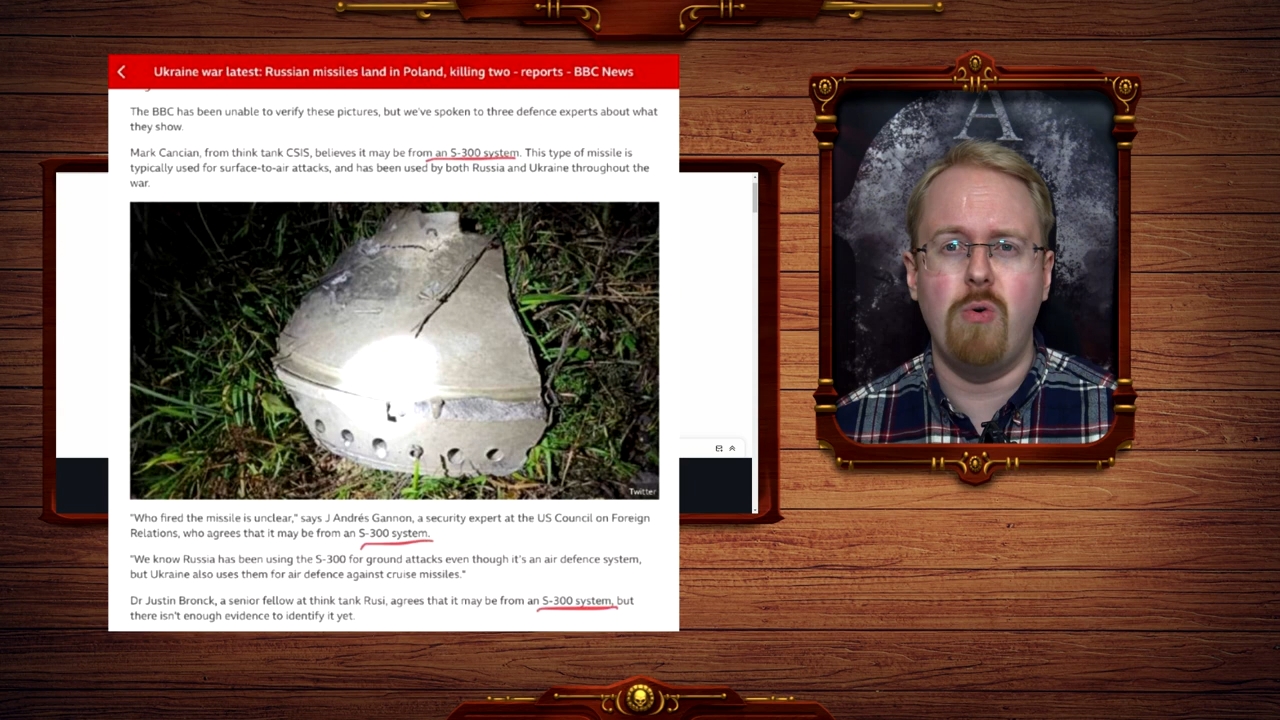 Ukraine war latest: Russian missiles land in Poland, killing two - reports - BBC News
The BBC has been unable to verify these pictures, but we've spoken to three defence experts about what
they show.
Mark Cancian, from think tank CSIS, believes it may be from an S-300 system. This type of missile is
typically used for surface-to-air attacks, and has been used by both Russia and Ukraine throughout the
war.
Twitter
"Who fired the missile is unclear," says J Andrés Gannon, a security expert at the US Council on Foreign
Relations, who agrees that it may be from an S-300 system.
"We know Russia has been using the S-300 for ground attacks even though it's an air defence system,
but Ukraine also uses them for air defence against cruise missiles."
Dr Justin Bronck, a senior fellow at think tank Rusi, agrees that it may be from an S-300 system, but
there isn't enough evidence to identify it yet.
A